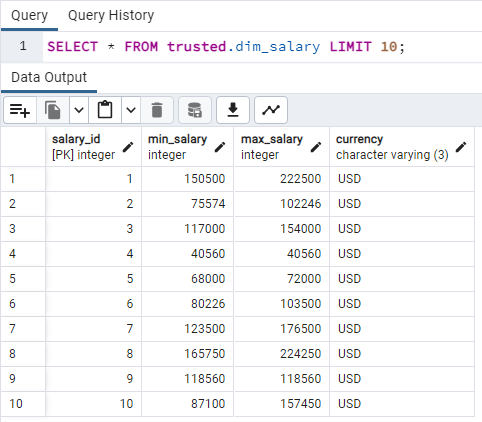 Query Query History
1 SELECT * FROM trusted.dim_salary LIMIT 10;
Data Output
salary_id min_salary max_salary currency
[PK] integer integer integer character varying (3)
1 1 150500 222500 USD
2 2 75574 102246 USD
3 3 117000 154000 USD
4 4 40560 40560 USD
5 5 68000 72000 USD
6 6 80226 103500 USD
7 7 123500 176500 USD
8 8 165750 224250 USD
9 9 118560 118560 USD
10 10 87100 157450 USD